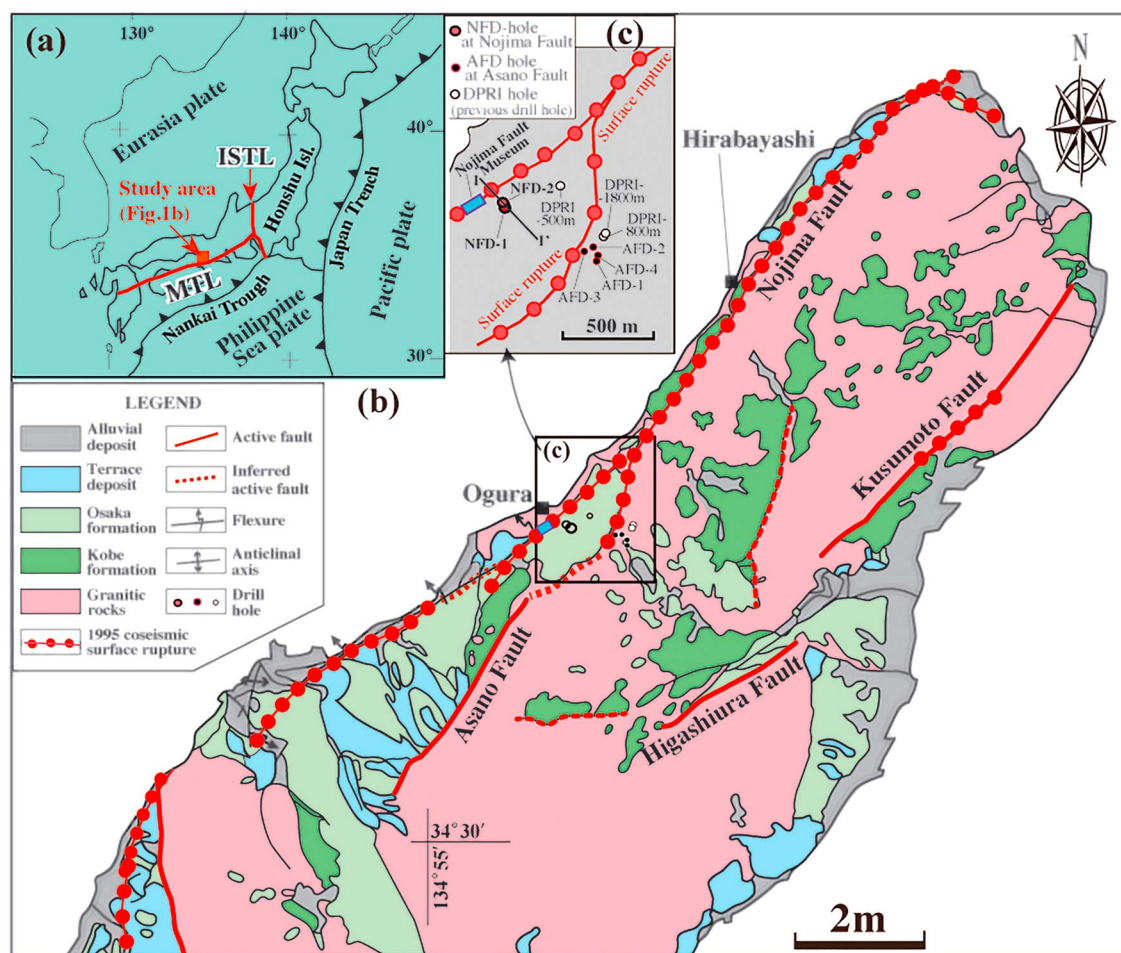 (a)
130°
140°
40°
30°
Eurasia plate
ISTL
Honshu Isl.
Study area
(Fig.1b)
MTL
Nankai Trough
Philippine
Sea plate
Japan Trench
Pacific plate
(c)
NFD-hole
at Nojima Fault
AFD hole
at Asano Fault
DPRI hole
(previous drill hole)
Surface rupture
Nojima Fault
Museum
I
NFD-2
NFD-1
I'
DPRI
-500m
DPRI-
-1800m
DPRI-
-800m
AFD-2
AFD-4
AFD-1
AFD-3
Surface rupture
500 m
N
(b)
Hirabayashi
Nojima Fault
Kusumoto Fault
(c)
Ogura
Asano Fault
Higashiura Fault
34° 30′
134° 55′
2m
LEGEND
Alluvial
deposit
Active fault
Terrace
deposit
Inferred
active fault
Osaka
formation
Flexure
Kobe
formation
Anticlinal
axis
Granitic
rocks
Drill
hole
1995 coseismic
surface rupture